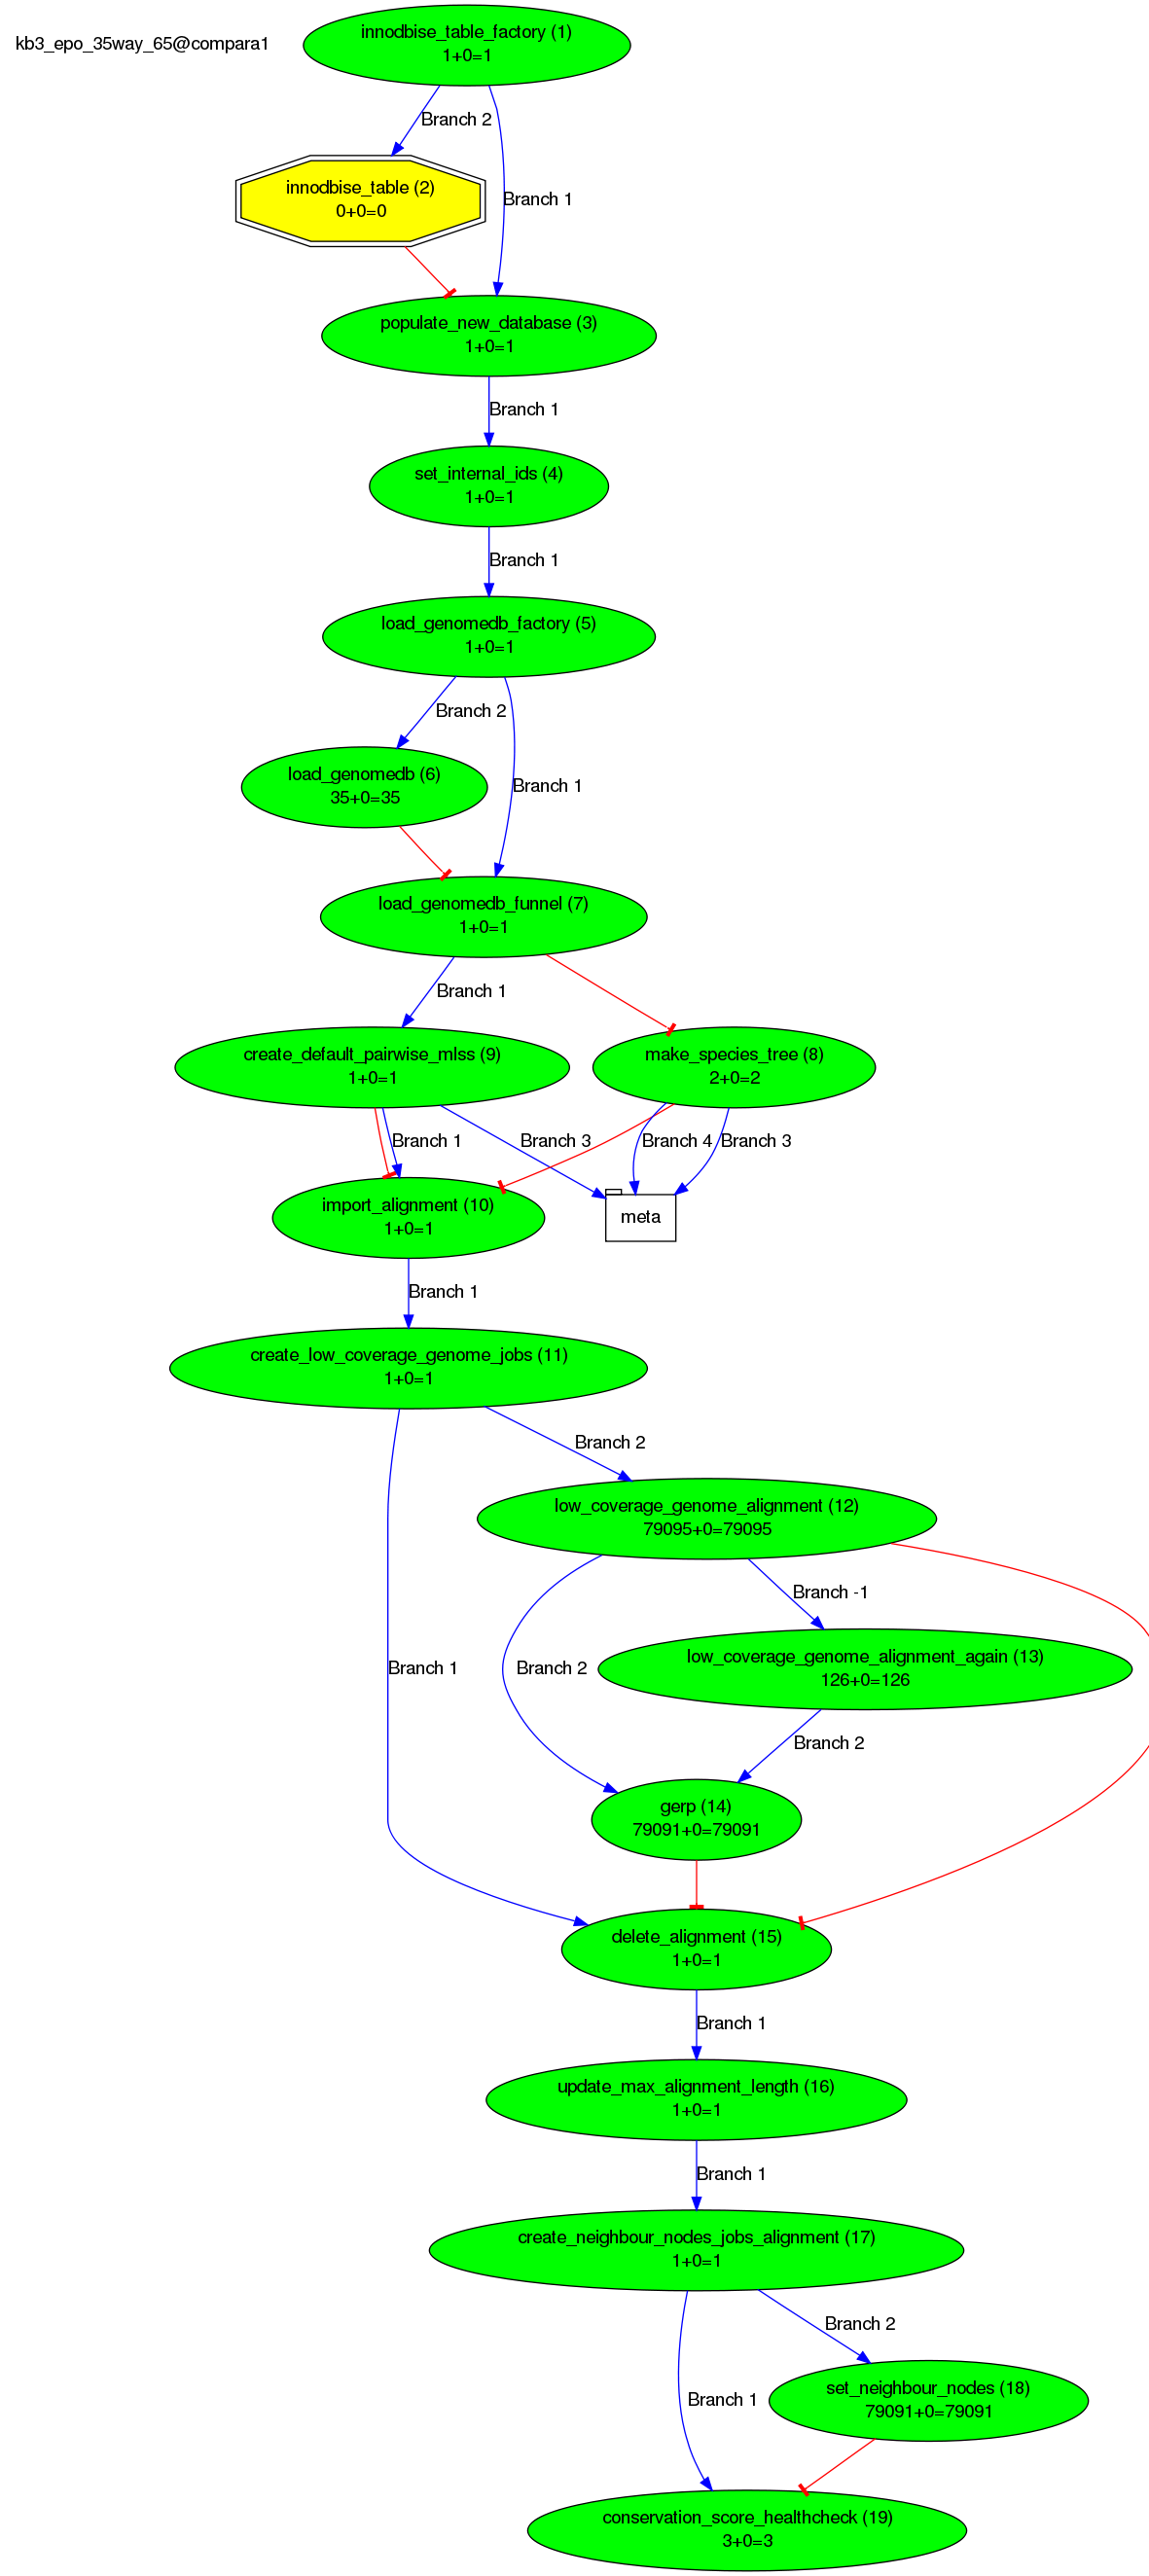 kb3_epo_35way_65@compara1
innodbise_table_factory (1)
1+0=1
Branch 2
innodbise_table (2)
0+0=0
Branch 1
populate_new_database (3)
1+0=1
Branch 1
set_internal_ids (4)
1+0=1
Branch 1
load_genomedb_factory (5)
1+0=1
Branch 2
load_genomedb (6)
35+0=35
Branch 1
load_genomedb_funnel (7)
1+0=1
Branch 1
create_default_pairwise_mlss (9)
1+0=1
make_species_tree (8)
2+0=2
Branch 1
Branch 3
Branch 4
Branch 3
import_alignment (10)
1+0=1
meta
Branch 1
create_low_coverage_genome_jobs (11)
1+0=1
Branch 2
low_coverage_genome_alignment (12)
79095+0=79095
Branch -1
Branch 1
Branch 2
low_coverage_genome_alignment_again (13)
126+0=126
Branch 2
gerp (14)
79091+0=79091
delete_alignment (15)
1+0=1
Branch 1
update_max_alignment_length (16)
1+0=1
Branch 1
create_neighbour_nodes_jobs_alignment (17)
1+0=1
Branch 2
Branch 1
set_neighbour_nodes (18)
79091+0=79091
conservation_score_healthcheck (19)
3+0=3